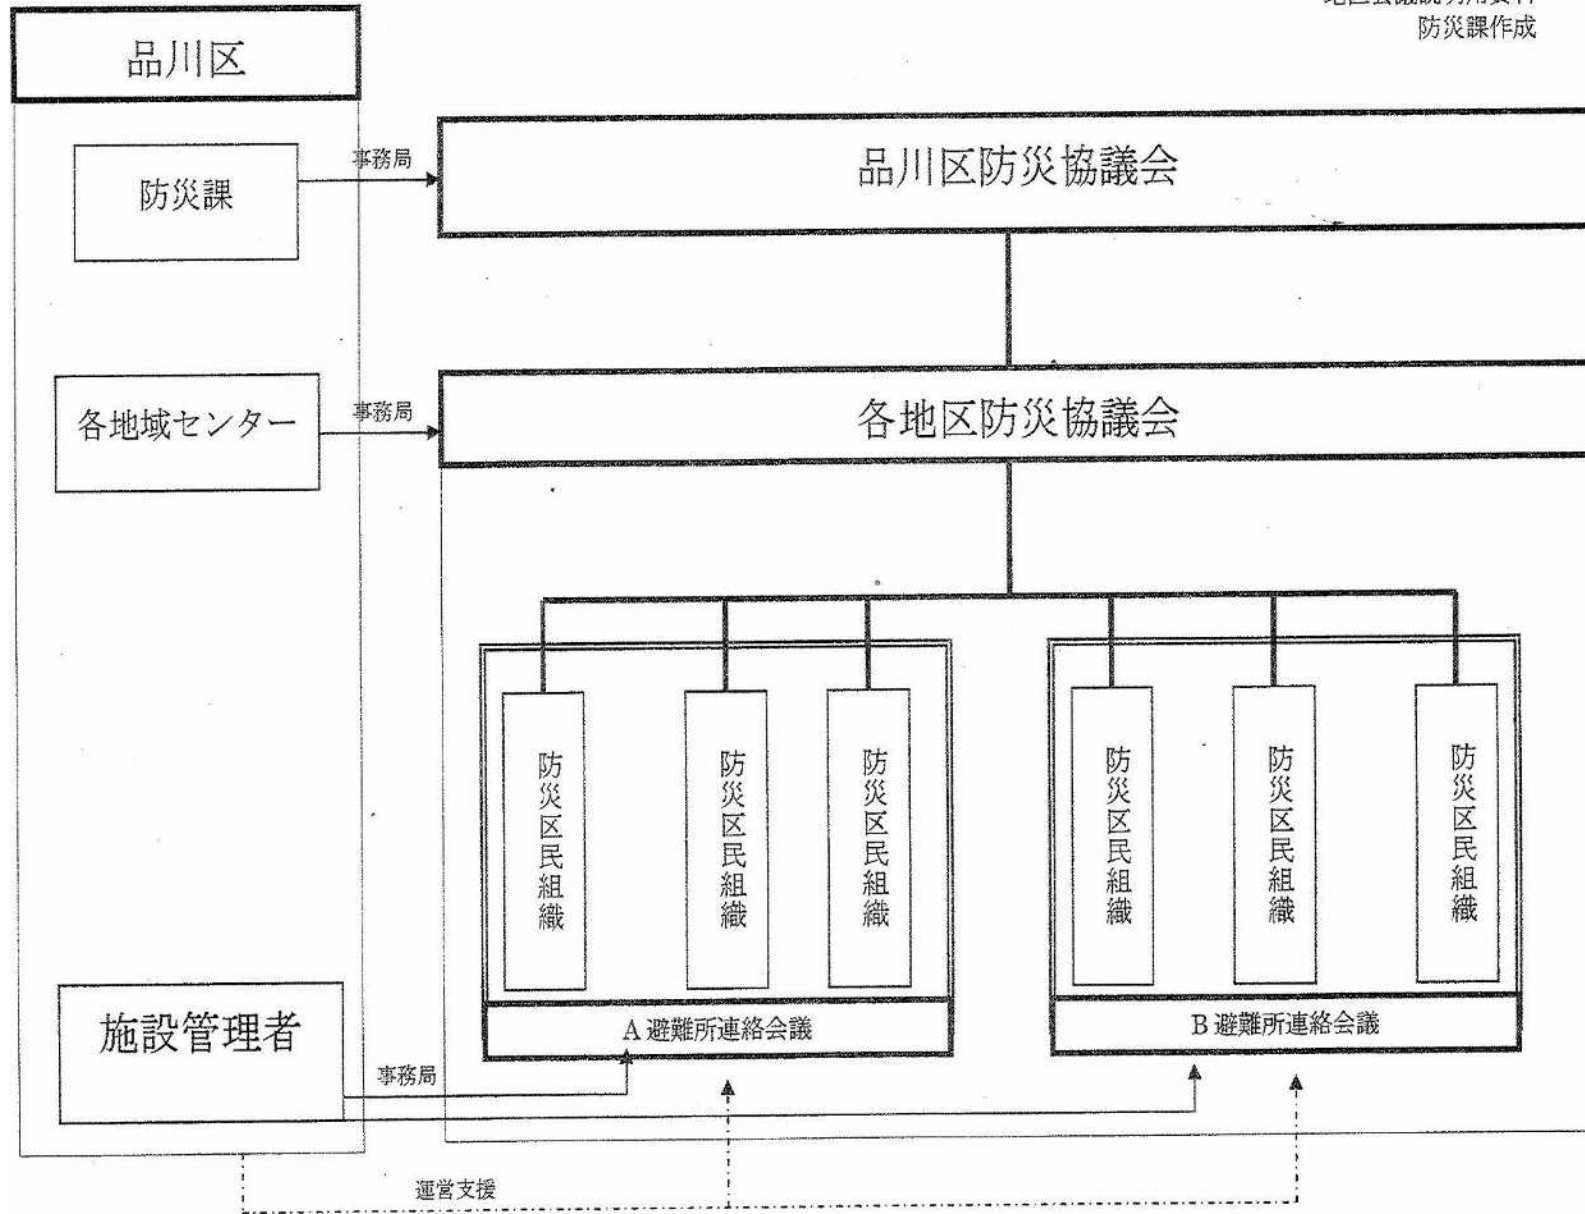 防災課作成
品川区
防災課
事務局
品川区防災協議会
各地域センター
事務局
各地区防災協議会
防災区民組織
防災区民組織
防災区民組織
防災区民組織
防災区民組織
防災区民組織
A避難所連絡会議
B避難所連絡会議
施設管理者
事務局
運営支援